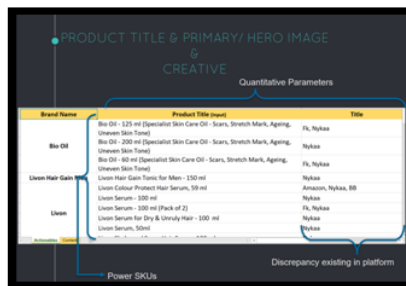 PRODUCT TITLE & PRIMARY/ HERO IMAGE
&
CREATIVE
Quantitative Parameters
Brand Name Product Title (Input) Title
Bio Oil - 125 ml (Specialist Skin Care Oil - Scars, Stretch Mark, Ageing,
Uneven Skin Tone) Fk, Nykaa
Bio Oil Bio Oil - 200 ml (Specialist Skin Care Oil - Scars, Stretch Mark, Ageing,
Uneven Skin Tone) Nykaa
Bio Oil - 60 ml (Specialist Skin Care Oil - Scars, Stretch Mark, Ageing,
Uneven Skin Tone) Fk, Nykaa
Livon Hair Gain Livon Hair Gain Tonic for Men - 150 ml Nykaa
Livon Colour Protect Hair Serum, 59 ml Amazon, Nykaa, BB
Livon Serum - 100 ml Nykaa
Livon Livon Serum - 100 ml (Pack of 2) Fk, Nykaa
Livon Serum for Dry & Unruly Hair - 100 ml Nykaa
Livon Serum, 50ml Nykaa
Actionables
Power SKUs
Discrepancy existing in platform